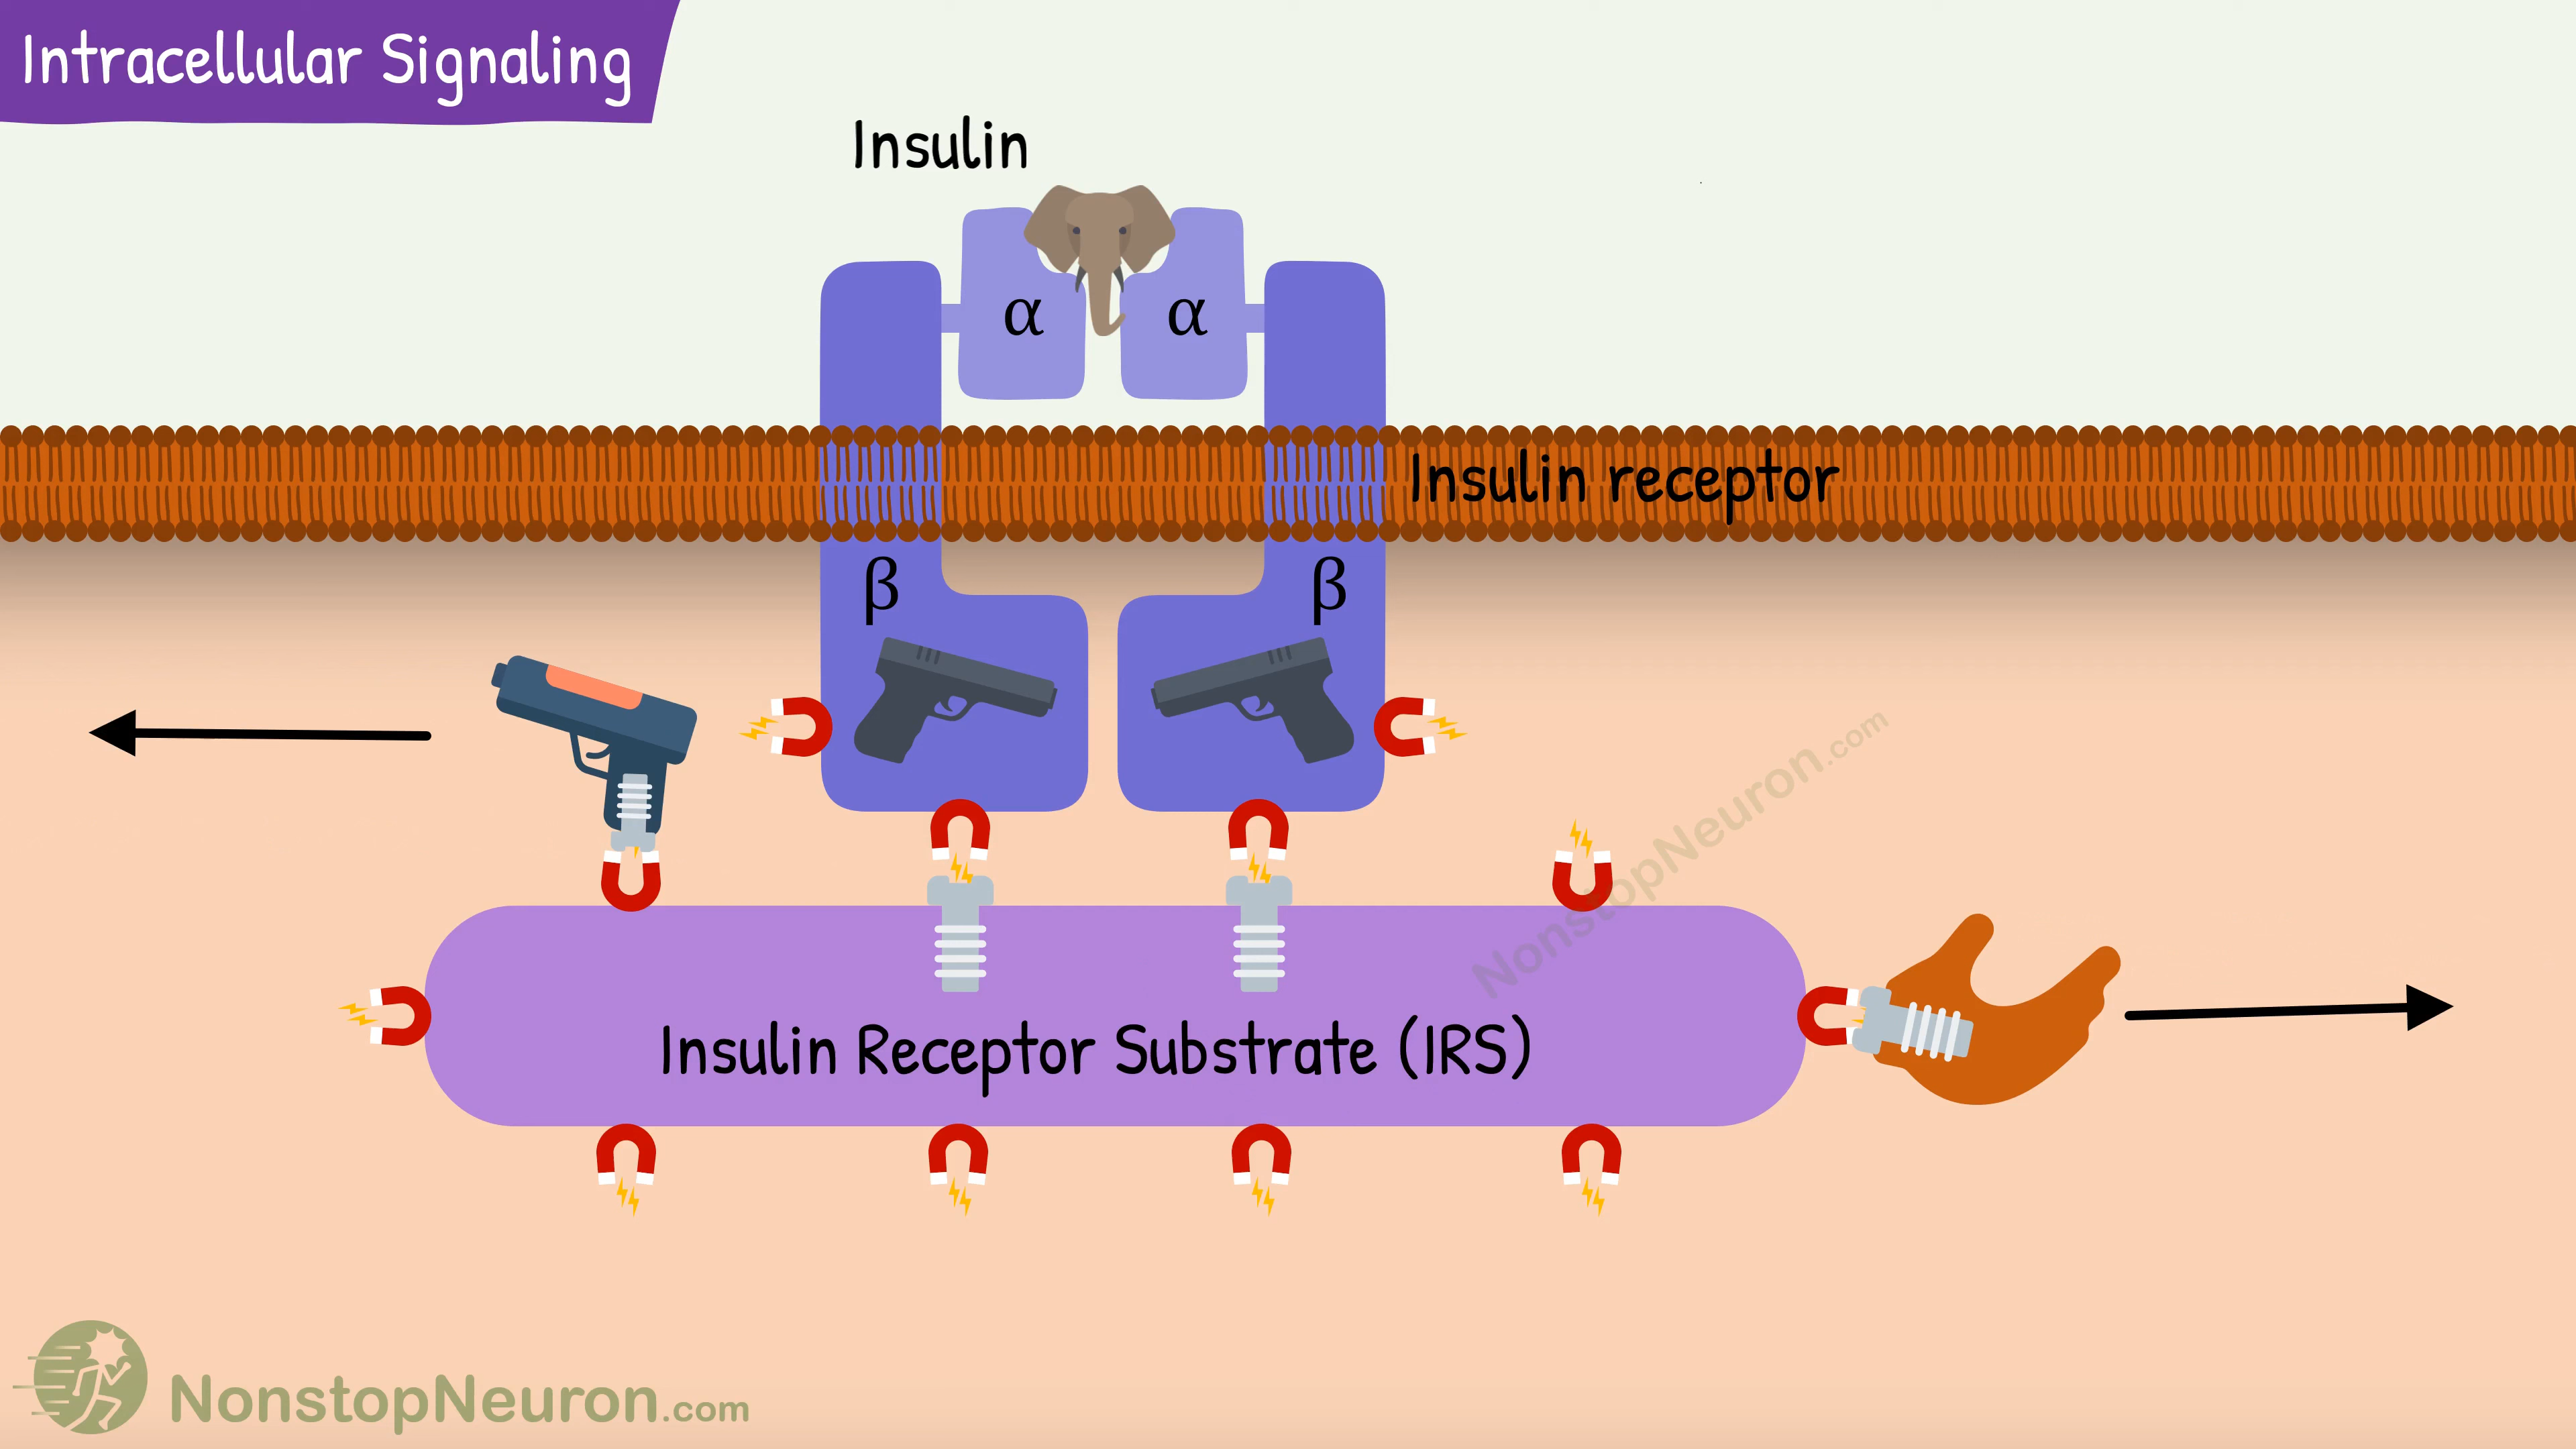 Intracellular Signaling
Insulin
α α
Insulin receptor
β β
NonstopNeuron.com
Insulin Receptor Substrate (IRS)
NonstopNeuron.com